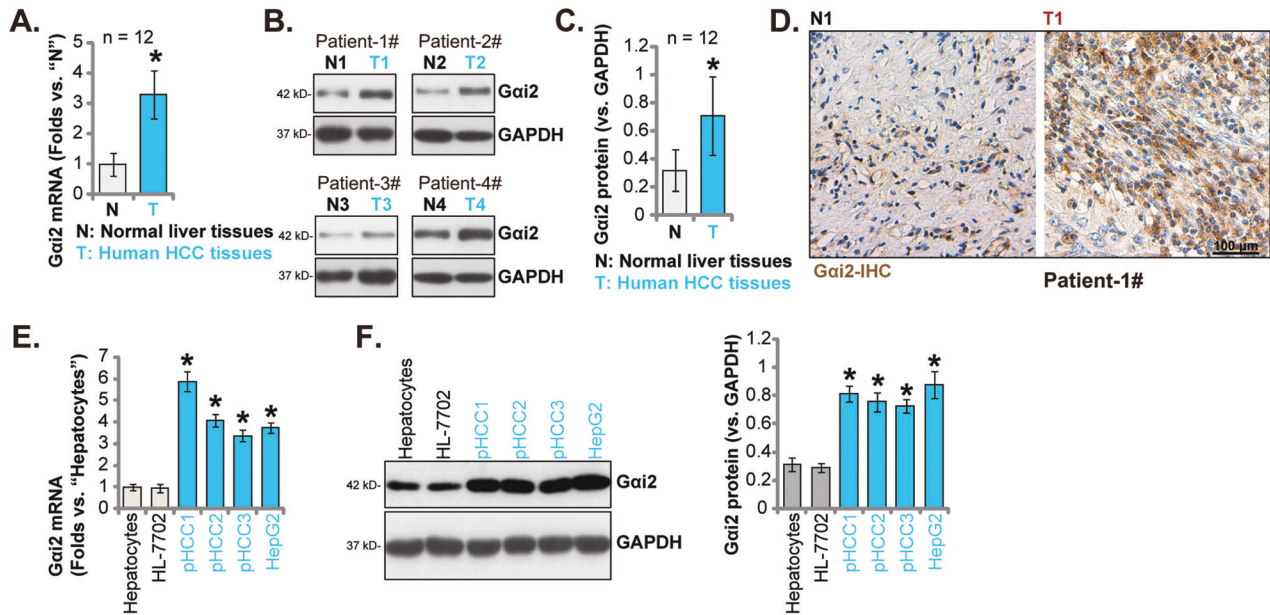 A.
Gαi2 mRNA (Folds vs. “N”)
5
4
3
2
1
0
n = 12
*
N
T
N: Normal liver tissues
T: Human HCC tissues
B.
Patient-1#
Patient-2#
N1
T1
N2
T2
42 kD-
Gαi2
37 kD-
GAPDH
Patient-3#
Patient-4#
N3
T3
N4
T4
42 kD-
Gαi2
37 kD-
GAPDH
C.
Gαi2 protein (vs. GAPDH)
1.2
1
0.8
0.6
0.4
0.2
0
n = 12
*
N
T
N: Normal liver tissues
T: Human HCC tissues
D.
N1
T1
100 µm
Gαi2-IHC
Patient-1#
E.
Gαi2 mRNA
(Folds vs. “Hepatocytes”)
7
6
5
4
3
2
1
0
*
*
*
*
Hepatocytes
HL-7702
pHCC1
pHCC2
pHCC3
HepG2
F.
Hepatocytes
HL-7702
pHCC1
pHCC2
pHCC3
HepG2
42 kD-
Gαi2
37 kD-
GAPDH
Gαi2 protein (vs. GAPDH)
1.2
1
0.8
0.6
0.4
0.2
0
*
*
*
*
Hepatocytes
HL-7702
pHCC1
pHCC2
pHCC3
HepG2